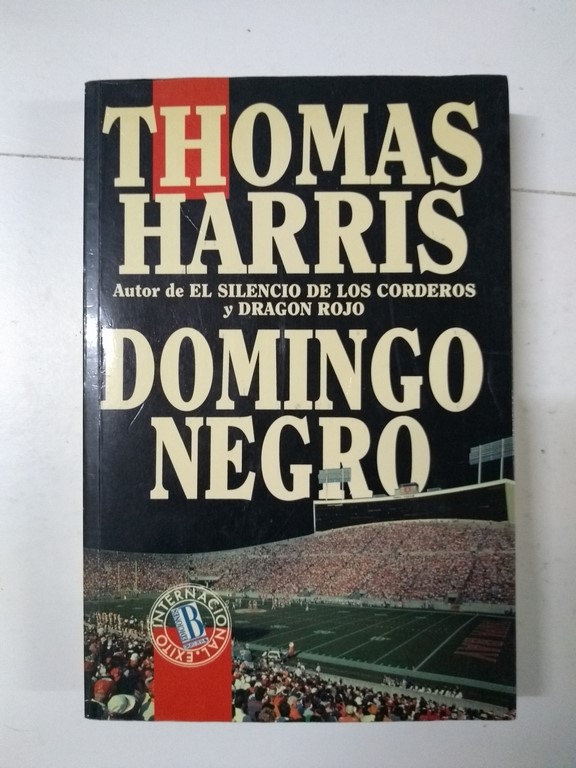 THOMAS
HARRIS
Autor de EL SILENCIO DE LOS CORDEROS
y DRAGON ROJO
DOMINGO
NEGRO
INTERNACIONAL. EXITO
B